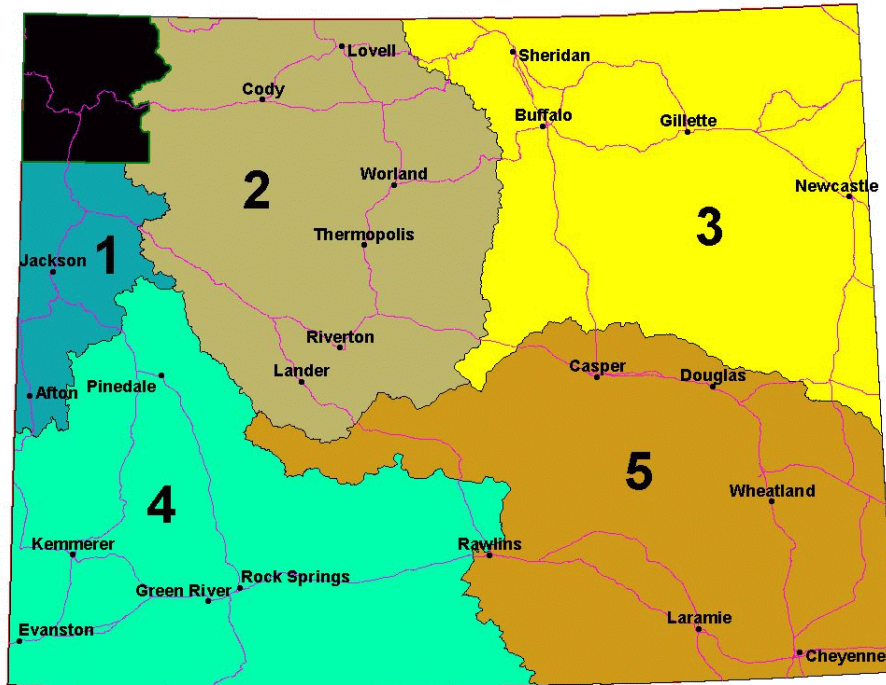 Lovell
Sheridan
Cody
Buffalo
Gillette
Worland
2
Newcastle
3
Thermopolis
1
Jackson
Riverton
Lander
Casper
Douglas
Pinedale
Afton
5
Wheatland
4
Kemmerer
Rawlins
Rock Springs
Green River
Laramie
Evanston
Cheyenne